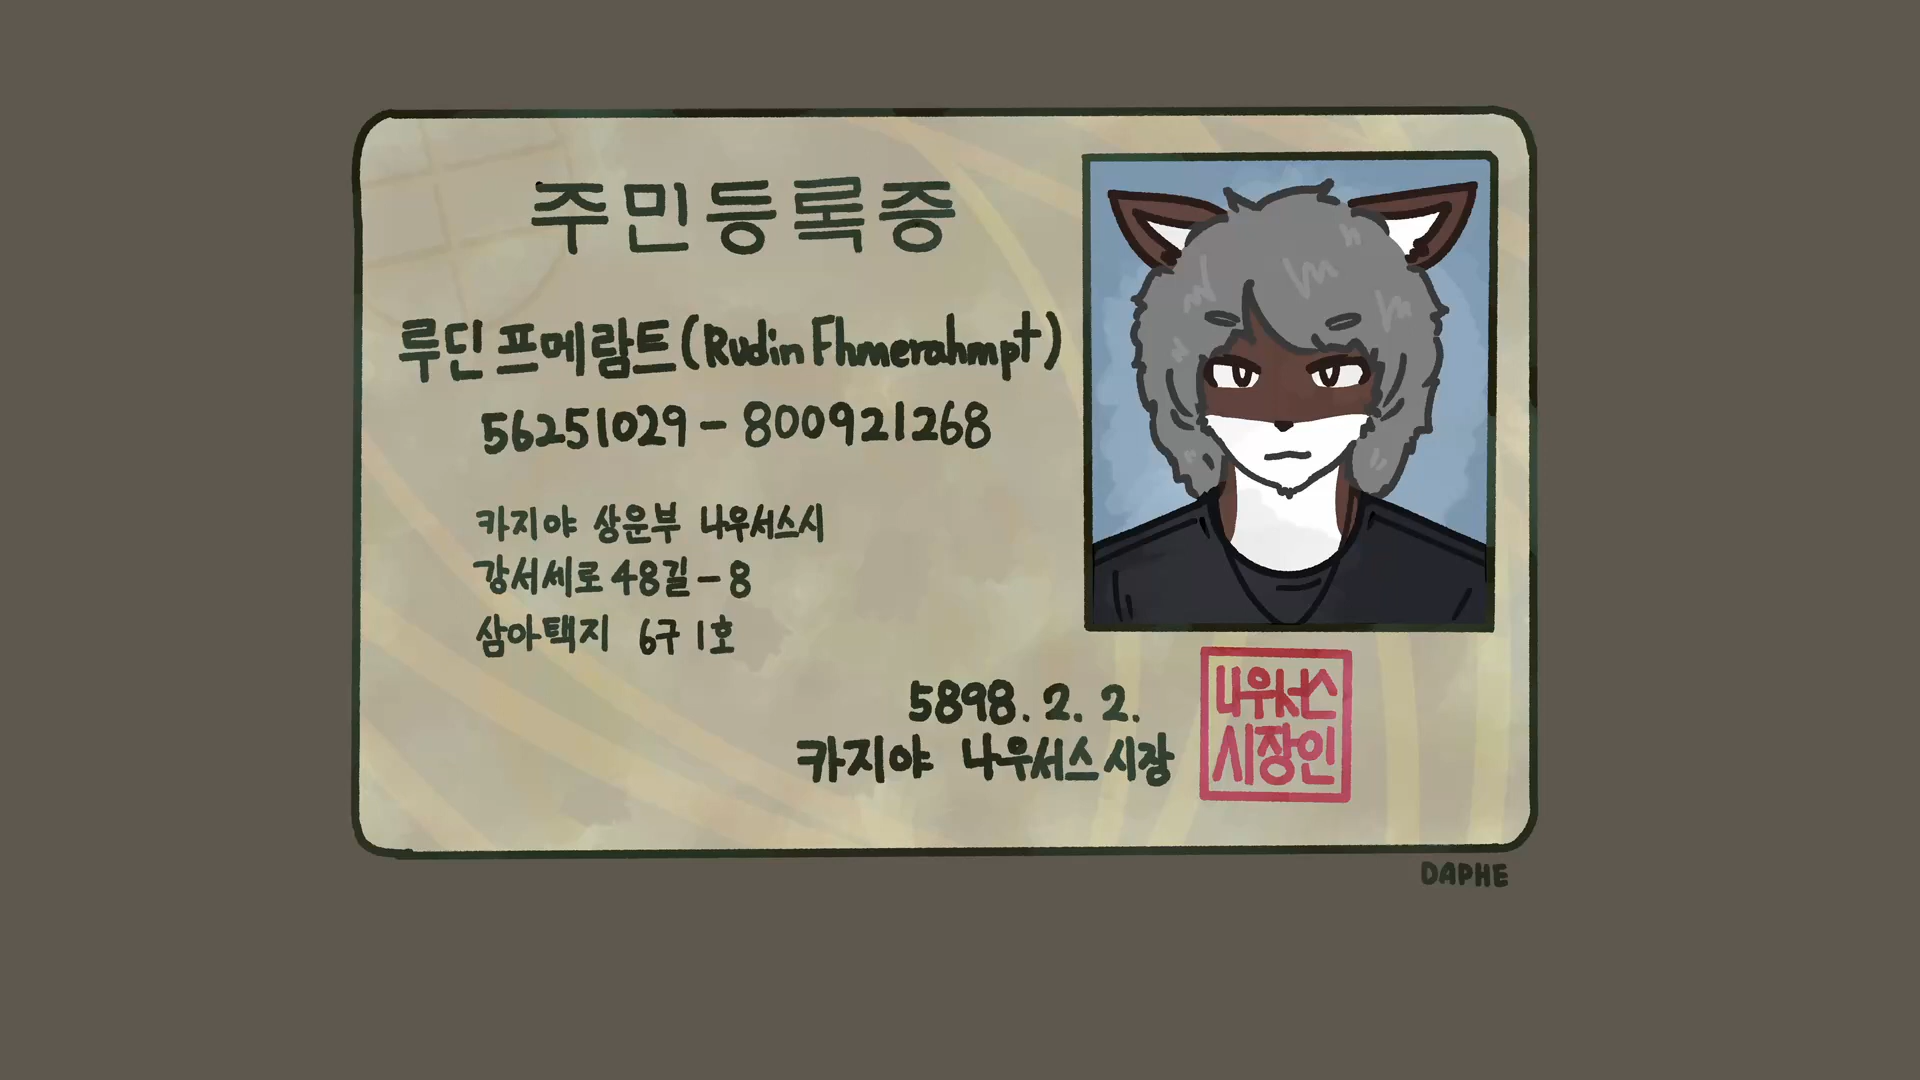 주민등록증
루딘 프메람트(Rudin Fhmerahmpt)
56251029-800921268
카지야 상운부 나우서스시
강서세로48길-8
삼아택지 6구 1호
5898. 2. 2.
카지야 나우서스시장
나우서스
시장인
DAPHE